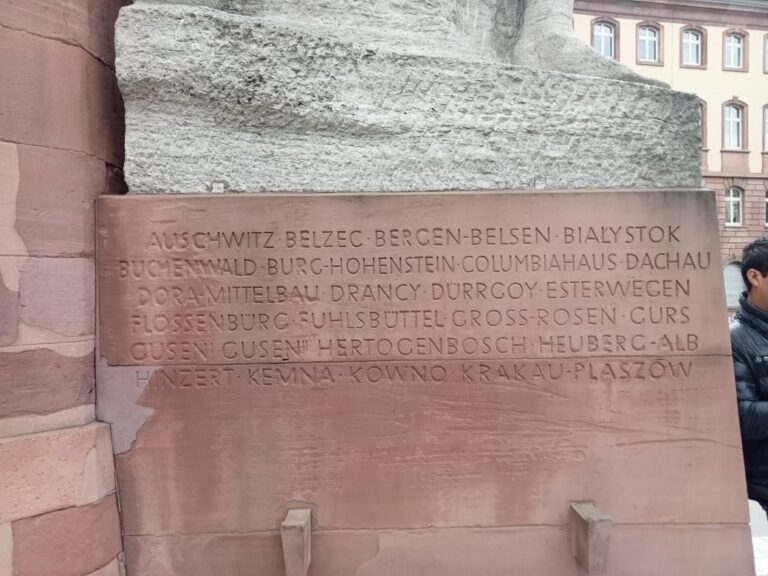 AUSCHWITZ · BELZEC · BERGEN-BELSEN · BIAŁYSTOK
BUCHENWALD · BURG-HOHENSTEIN · COLUMBIAHAUS · DACHAU
DORA-MITTELBAU · DRANCY · DÜRRGOY · ESTERWEGEN
FLOSSENBÜRG · FUHLSBÜTTEL · GROSS-ROSEN · GURS
GUSEN I GUSEN II HERTOGENBOSCH · HEUBERG-ALB
HINZERT · KEMNA · KOWNO · KRAKAU-PLASZÓW